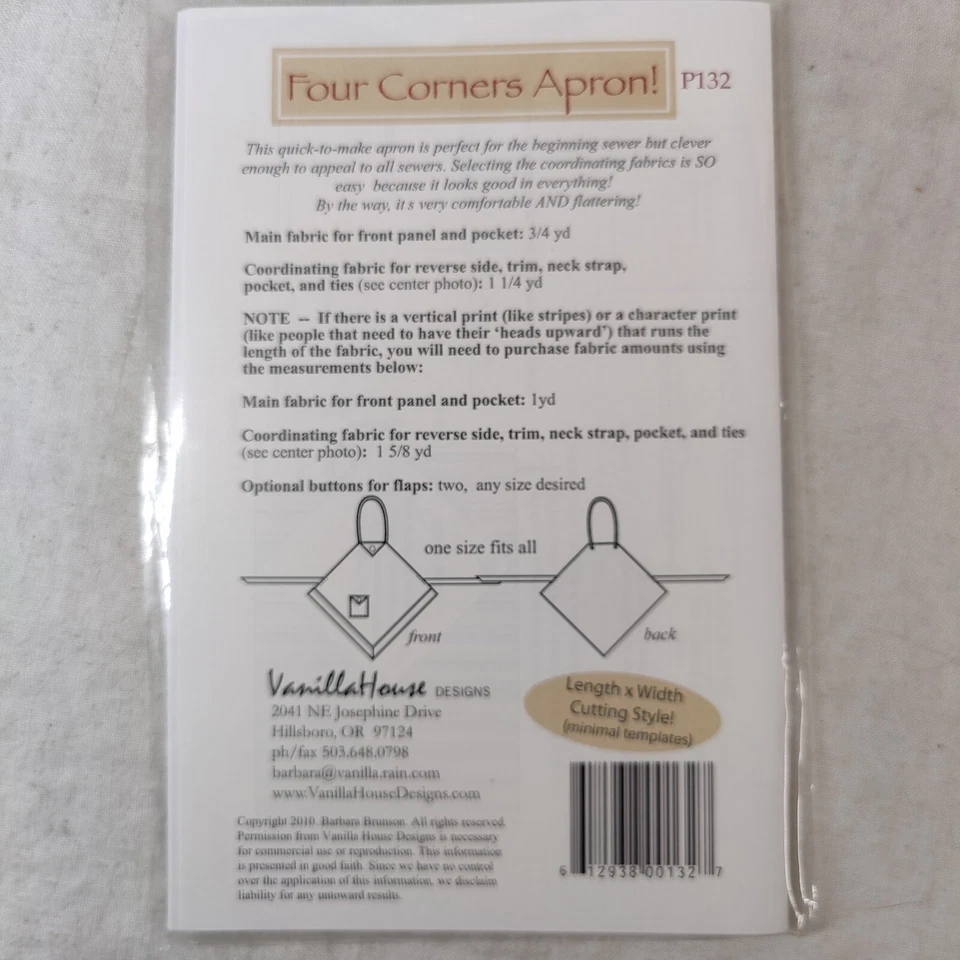 Four Corners Apron! P132
This quick-to-make apron is perfect for the beginning sewer but clever
enough to appeal to all sewers. Selecting the coordinating fabrics is SO
easy because it looks good in everything!
By the way, it s very comfortable AND flattering!
Main fabric for front panel and pocket: 3/4 yd
Coordinating fabric for reverse side, trim, neck strap,
pocket, and ties (see center photo): 1 1/4 yd
NOTE -- If there is a vertical print (like stripes) or a character print
(like people that need to have their ‘heads upward’) that runs the
length of the fabric, you will need to purchase fabric amounts using
the measurements below:
Main fabric for front panel and pocket: 1yd
Coordinating fabric for reverse side, trim, neck strap, pocket, and ties
(see center photo): 1 5/8 yd
Optional buttons for flaps: two, any size desired
one size fits all
front
back
VanillaHouse DESIGNS
2041 NE Josephine Drive
Hillsboro, OR 97124
ph/fax 503.648.0798
barbara@vanilla.rain.com
www.VanillaHouseDesigns.com
Length x Width
Cutting Style!
(minimal templates)
Copyright 2010 Barbara Brunson. All rights reserved.
Permission from Vanilla House Designs is necessary
for commercial use or reproduction. This information
is presented in good faith. Since we have no control
over the application of this information, we disclaim
liability for any untoward results.
6 12938 00132 7